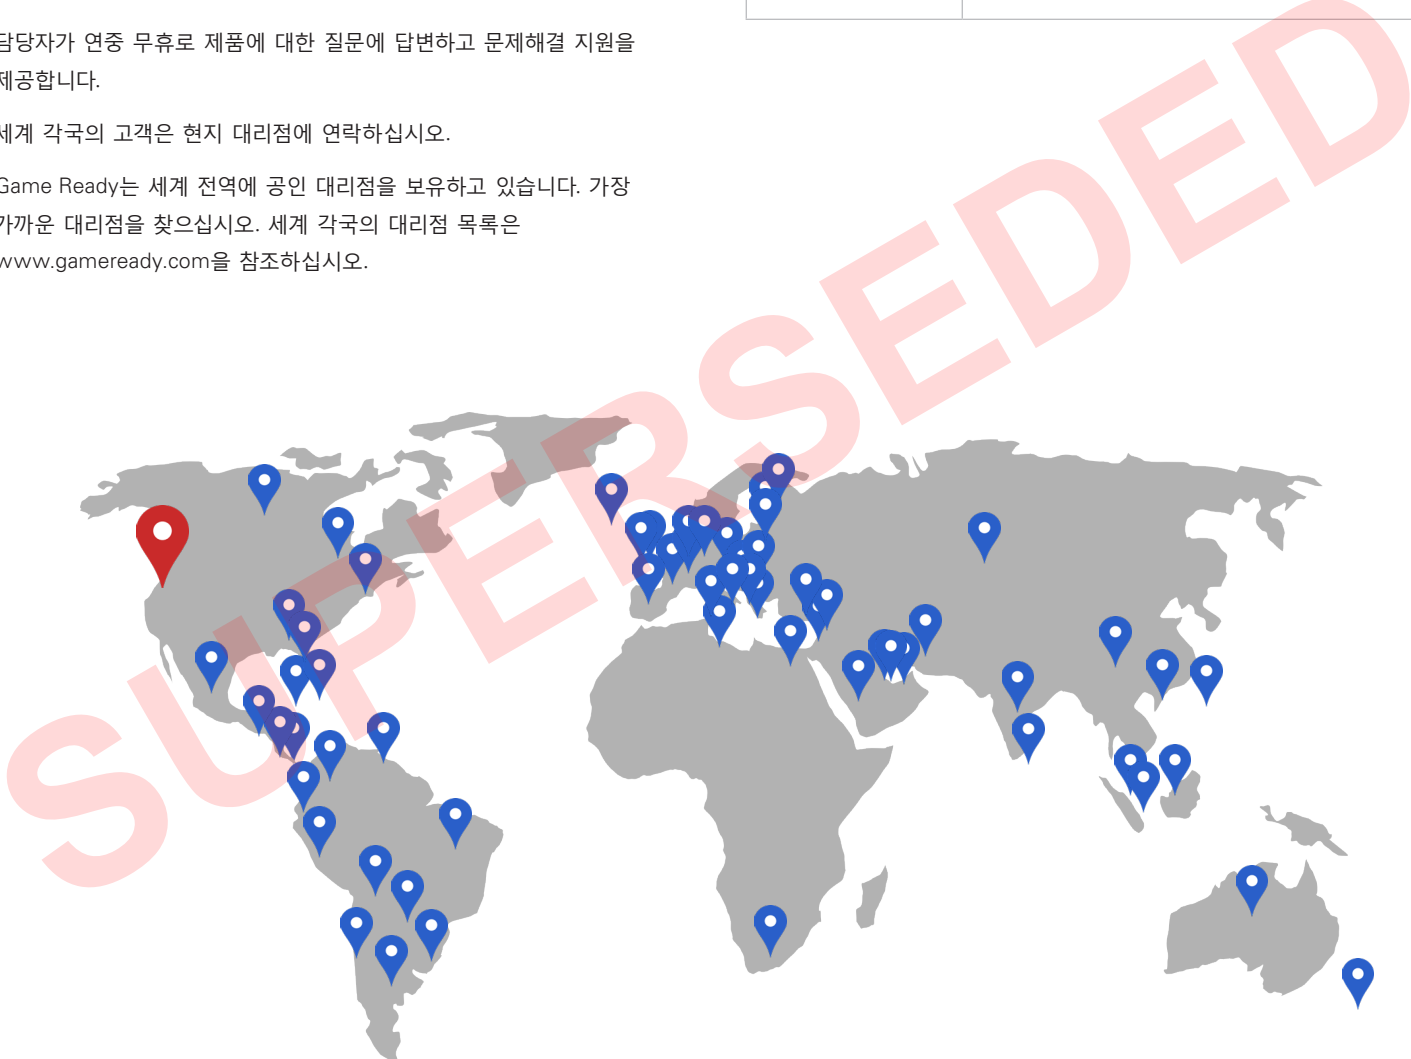 담당자가 연중 무휴로 제품에 대한 질문에 답변하고 문제해결 지원을
제공합니다.
세계 각국의 고객은 현지 대리점에 연락하십시오.
Game Ready는 세계 전역에 공인 대리점을 보유하고 있습니다. 가장
가까운 대리점을 찾으십시오. 세계 각국의 대리점 목록은
www.gameready.com을 참조하십시오.
SUPERSEDED